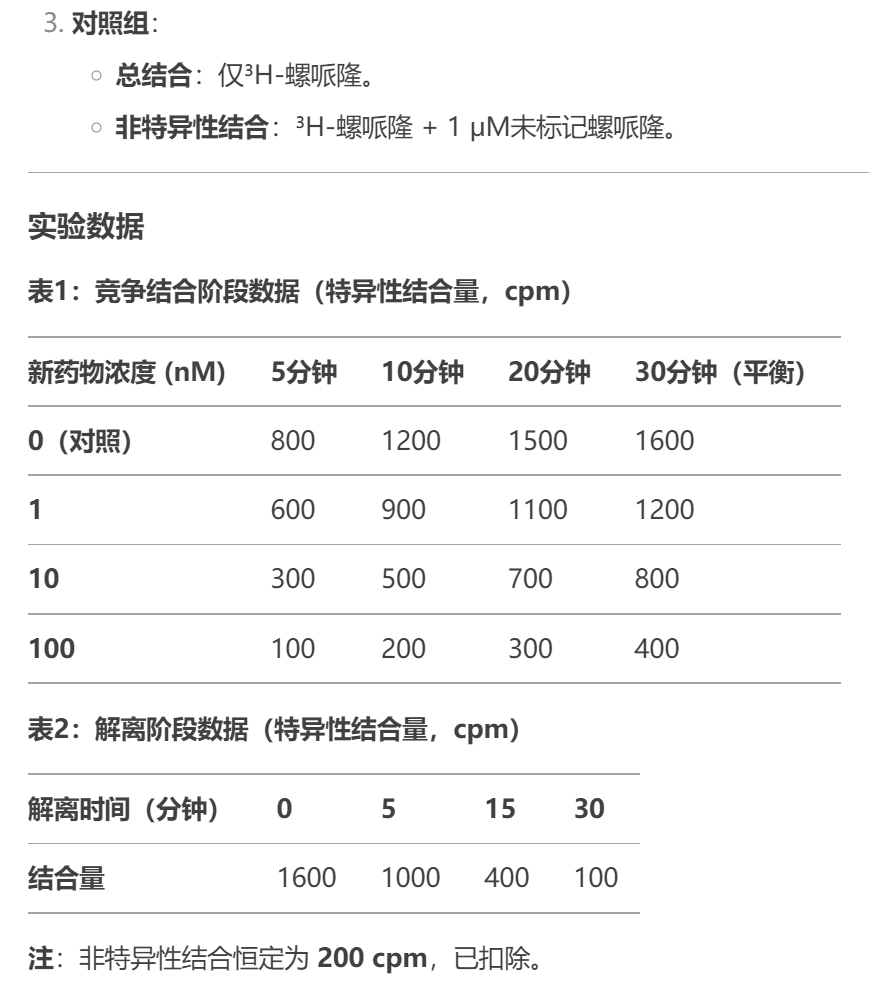 3. 对照组：
○ 总结合：仅³H-螺哌隆。
○ 非特异性结合：³H-螺哌隆 + 1 μM未标记螺哌隆。
实验数据
表1：竞争结合阶段数据（特异性结合量，cpm）
新药物浓度 (nM) 5分钟 10分钟 20分钟 30分钟（平衡）
0（对照） 800 1200 1500 1600
1 600 900 1100 1200
10 300 500 700 800
100 100 200 300 400
表2：解离阶段数据（特异性结合量，cpm）
解离时间（分钟） 0 5 15 30
结合量 1600 1000 400 100
注：非特异性结合恒定为 200 cpm，已扣除。